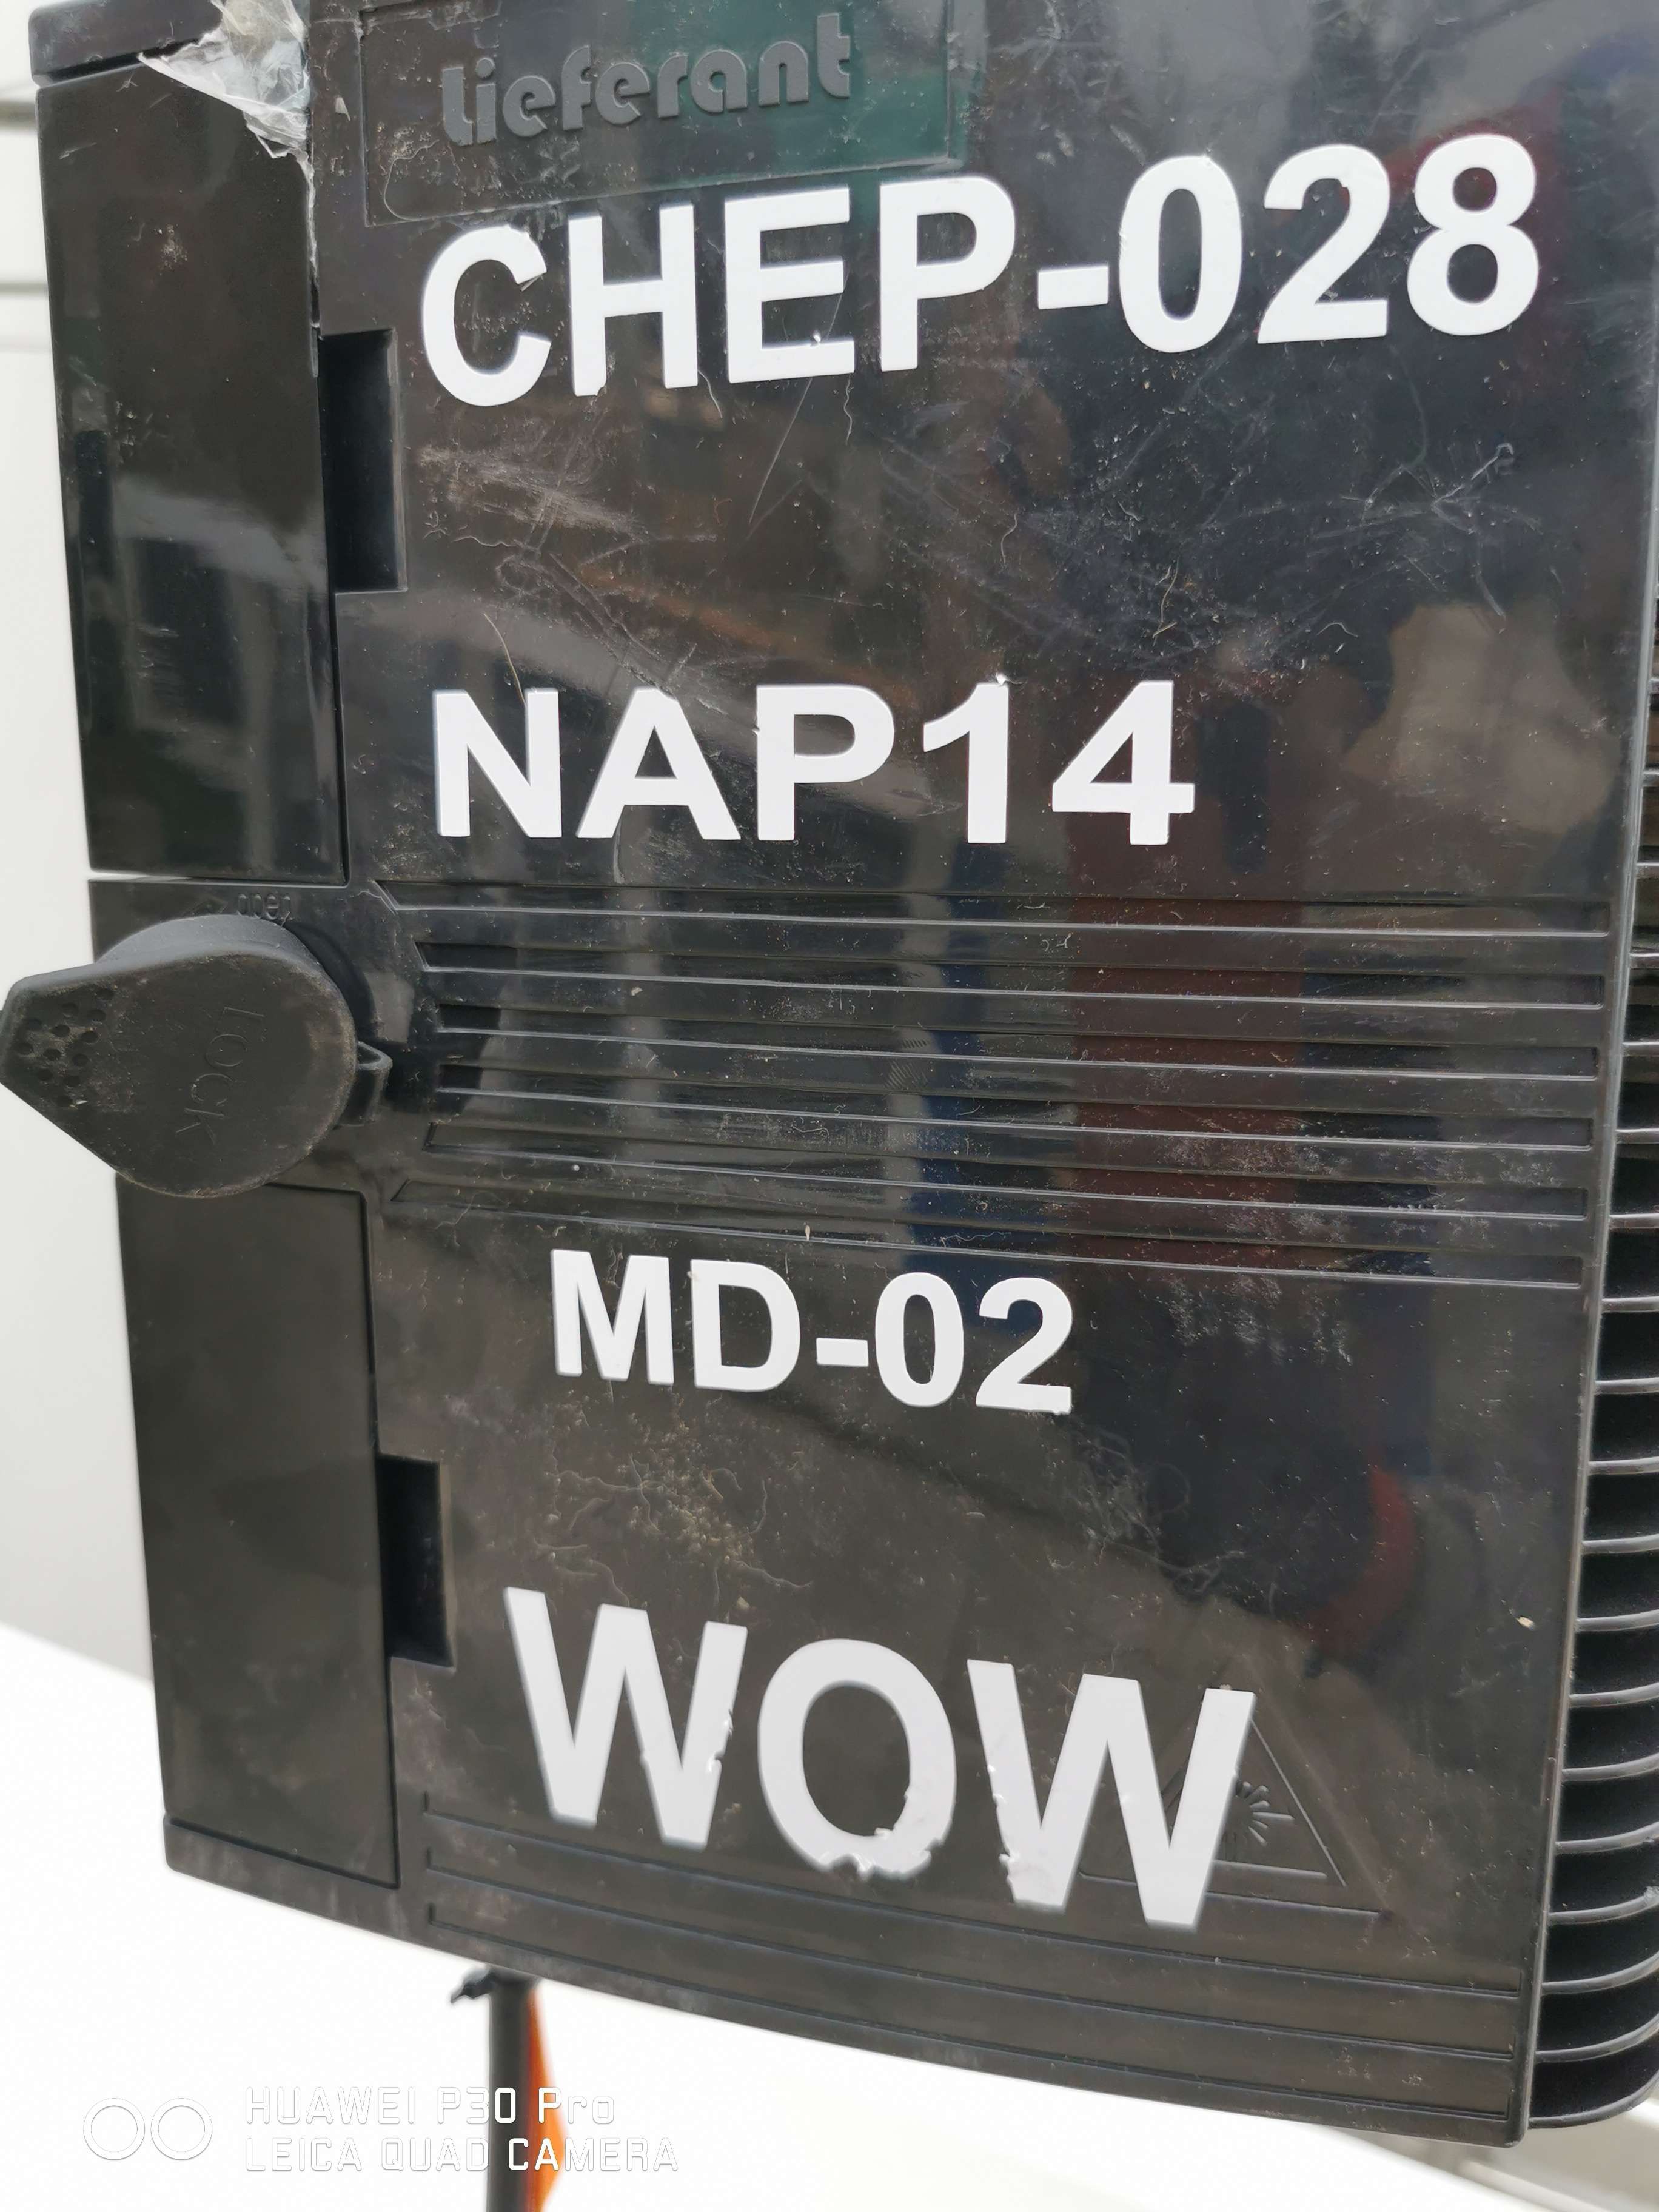 Lieferant
CHEP-028
NAP14
open
LOCK
MD-02
WOW
HUAWEI P30 Pro
LEICA QUAD CAMERA